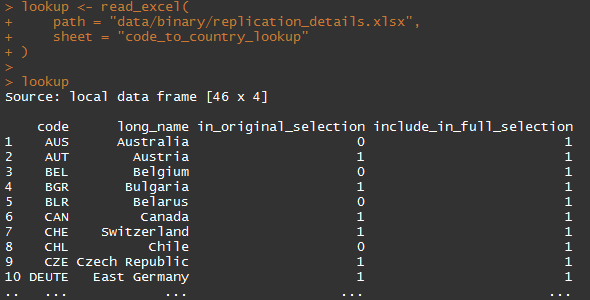 > lookup <- read_excel(
+     path = "data/binary/replication_details.xlsx",
+     sheet = "code_to_country_lookup"
+ )
>
> lookup
Source: local data frame [46 x 4]
code long_name in_original_selection include_in_full_selection
1 AUS Australia 0 1
2 AUT Austria 1 1
3 BEL Belgium 0 1
4 BGR Bulgaria 1 1
5 BLR Belarus 0 1
6 CAN Canada 1 1
7 CHE Switzerland 1 1
8 CHL Chile 0 1
9 CZE Czech Republic 1 1
10 DEUTE East Germany 1 1
.. ... ... ... ...